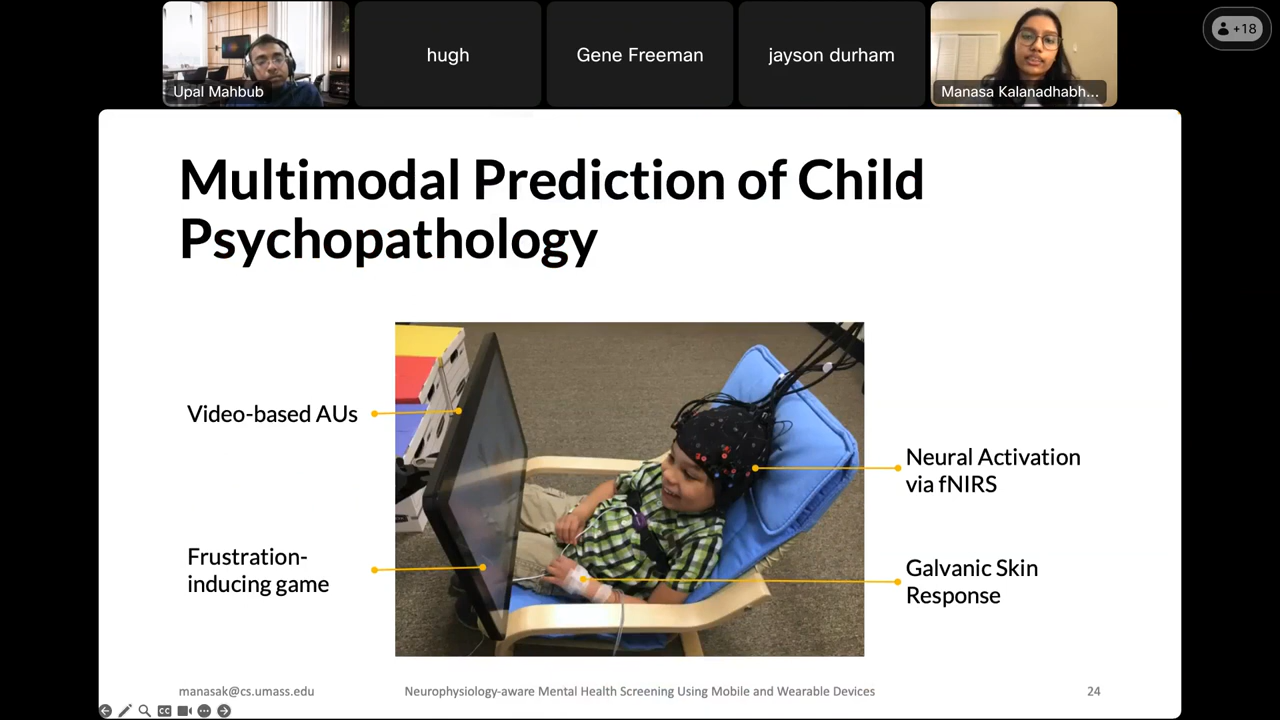 Upal Mahbub
hugh
Gene Freeman
jayson durham
Manasa Kalanadhabh...
+18
Multimodal Prediction of Child
Psychopathology
Video-based AUs
Frustration-
inducing game
Neural Activation
via fNIRS
Galvanic Skin
Response
manasak@cs.umass.edu
Neurophysiology-aware Mental Health Screening Using Mobile and Wearable Devices
24
CC